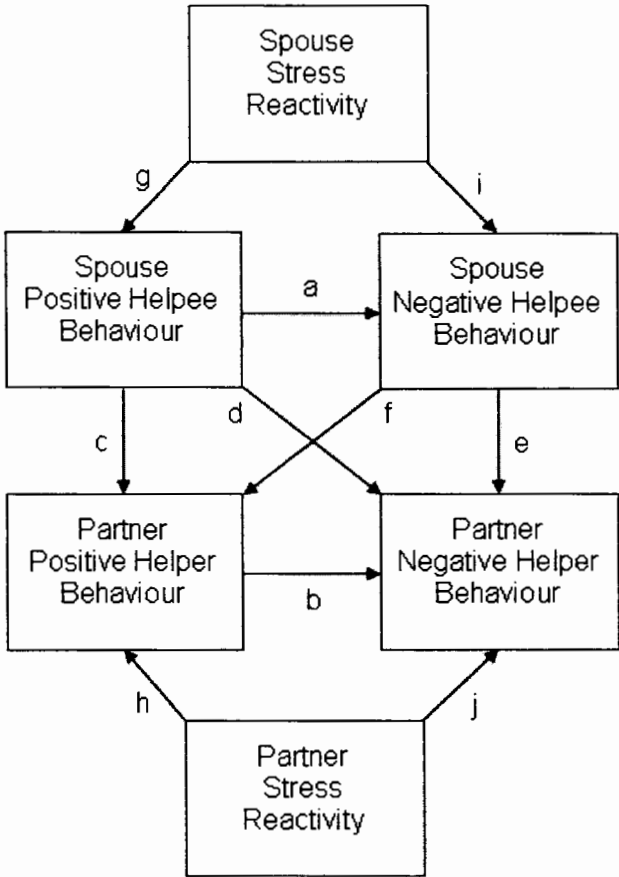 Spouse
Stress
Reactivity
g
i
Spouse
Positive Helpee
Behaviour
a
Spouse
Negative Helpee
Behaviour
c
d
f
e
Partner
Positive Helper
Behaviour
b
Partner
Negative Helper
Behaviour
h
j
Partner
Stress
Reactivity